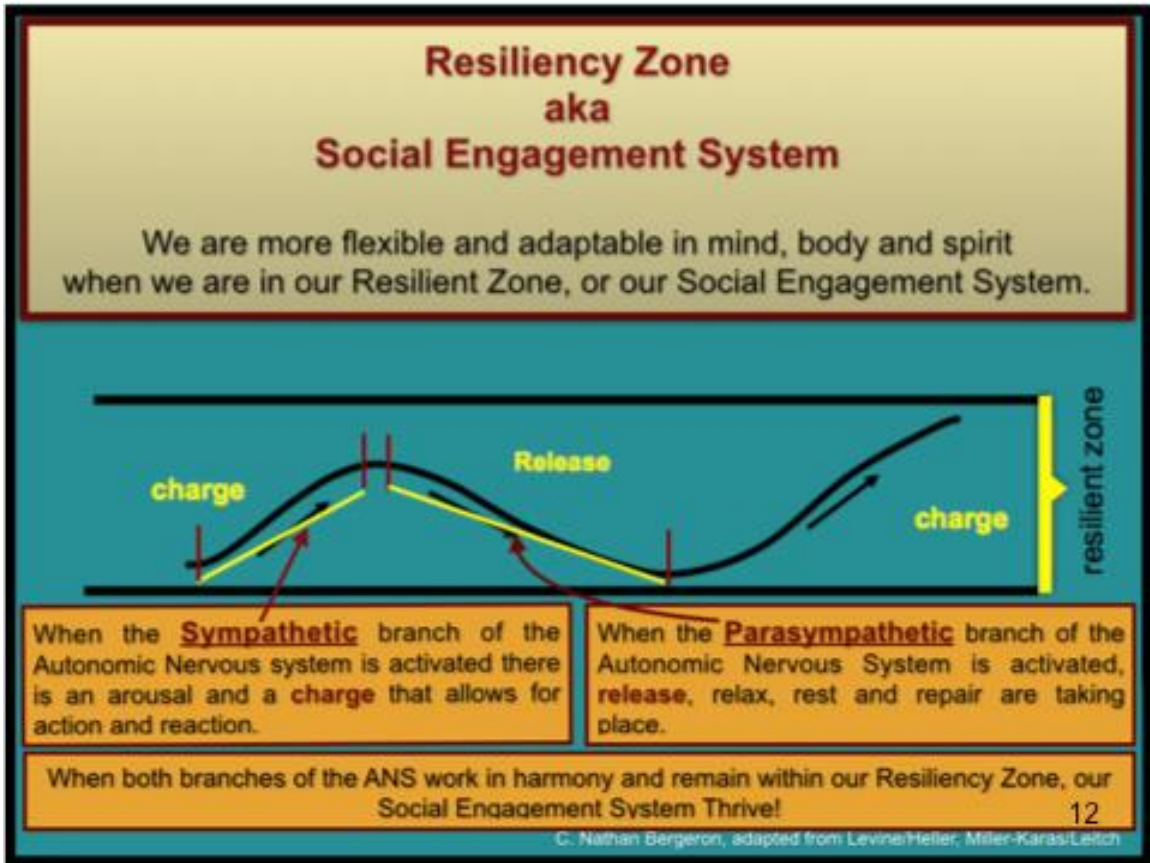 Resiliency Zone
aka
Social Engagement System
We are more flexible and adaptable in mind, body and spirit
when we are in our Resilient Zone, or our Social Engagement System.
charge
Release
charge
resilient zone
When the Sympathetic branch of the
Autonomic Nervous system is activated there
is an arousal and a charge that allows for
action and reaction.
When the Parasympathetic branch of the
Autonomic Nervous System is activated,
release, relax, rest and repair are taking
place.
When both branches of the ANS work in harmony and remain within our Resiliency Zone, our
Social Engagement System Thrive!
12
C. Nathan Bergeron, adapted from Levine/Heller, Miller-Karas/Leitch